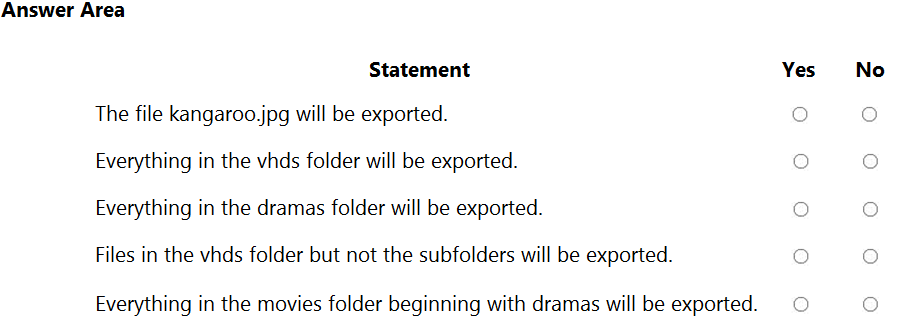 Answer Area
Statement Yes No
The file kangaroo.jpg will be exported.
Everything in the vhds folder will be exported.
Everything in the dramas folder will be exported.
Files in the vhds folder but not the subfolders will be exported.
Everything in the movies folder beginning with dramas will be exported.